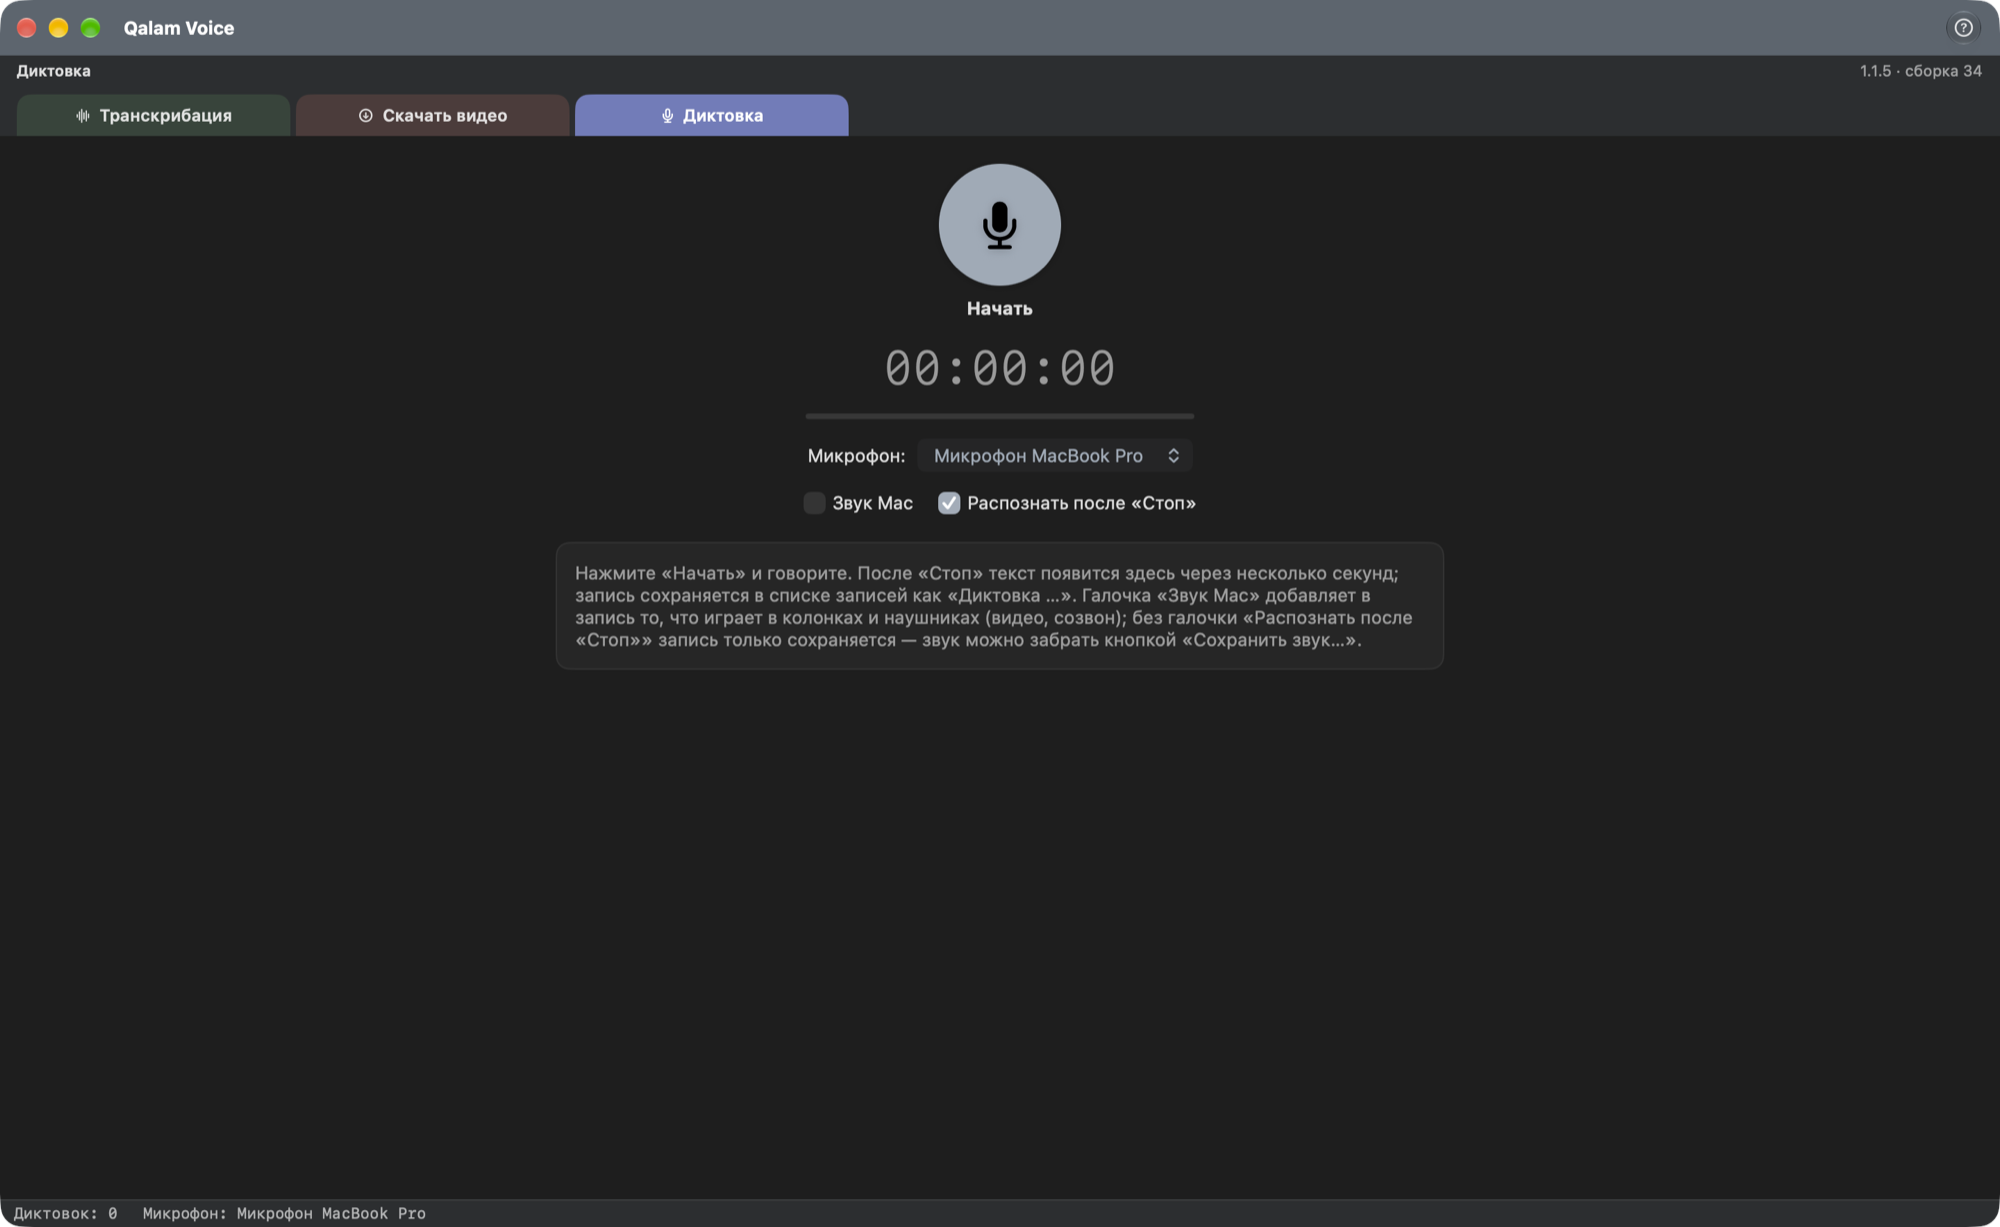 Qalam Voice
Диктовка
1.1.5 · сборка 34
Транскрибация
Скачать видео
Диктовка
Начать
00:00:00
Микрофон: Микрофон MacBook Pro
Звук Mac Распознать после «Стоп»
Нажмите «Начать» и говорите. После «Стоп» текст появится здесь через несколько секунд;
запись сохраняется в списке записей как «Диктовка ...». Галочка «Звук Mac» добавляет в
запись то, что играет в колонках и наушниках (видео, созвон); без галочки «Распознать после
«Стоп»» запись только сохраняется — звук можно забрать кнопкой «Сохранить звук...».
Диктовок: 0 Микрофон: Микрофон MacBook Pro